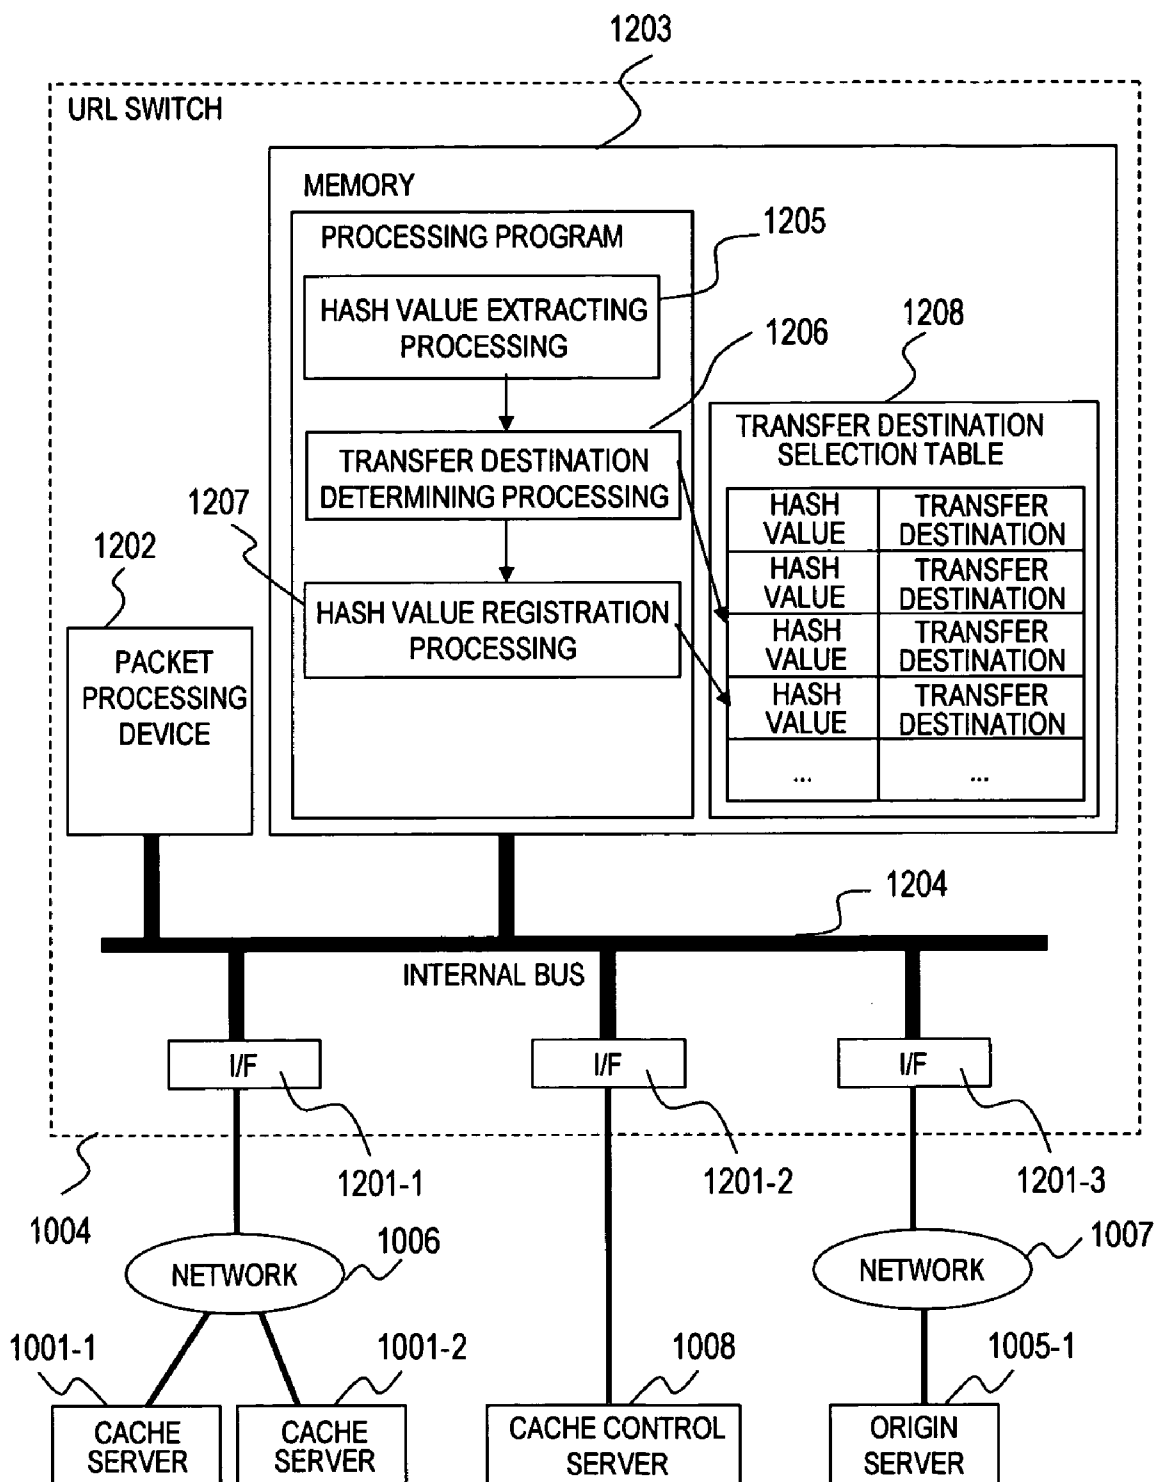 1203
URL SWITCH
MEMORY
PROCESSING PROGRAM
1205
HASH VALUE EXTRACTING
PROCESSING
1206
1208
TRANSFER DESTINATION
DETERMINING PROCESSING
TRANSFER DESTINATION
SELECTION TABLE
1207
HASH
VALUE
TRANSFER
DESTINATION
1202
HASH
VALUE
TRANSFER
DESTINATION
HASH VALUE REGISTRATION
PROCESSING
HASH
VALUE
TRANSFER
DESTINATION
PACKET
PROCESSING
DEVICE
HASH
VALUE
TRANSFER
DESTINATION
...
...
1204
INTERNAL BUS
I/F
I/F
I/F
1201-1
1201-2
1201-3
1004
1006
1007
NETWORK
NETWORK
1001-1
1001-2
1008
1005-1
CACHE
SERVER
CACHE
SERVER
CACHE CONTROL
SERVER
ORIGIN
SERVER